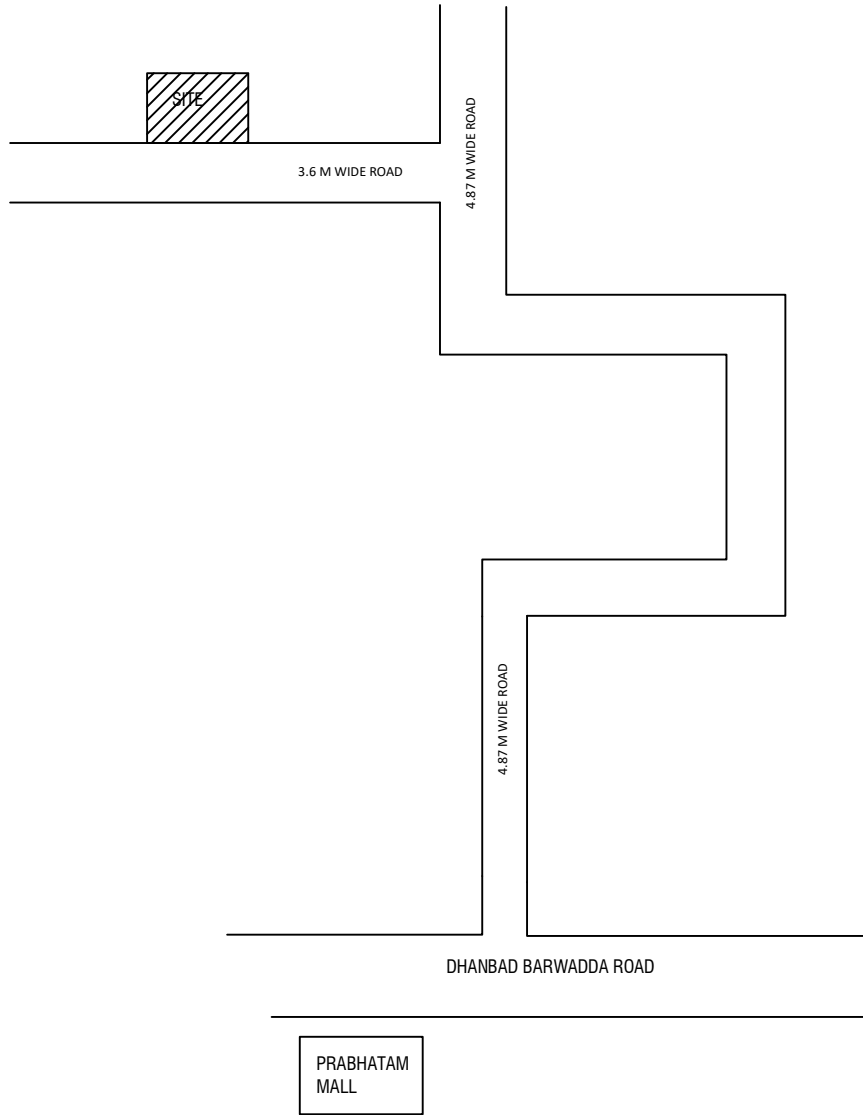 SITE
3.6 M WIDE ROAD
4.87 M WIDE ROAD
4.87 M WIDE ROAD
DHANBAD BARWADDA ROAD
PRABHATAM
MALL